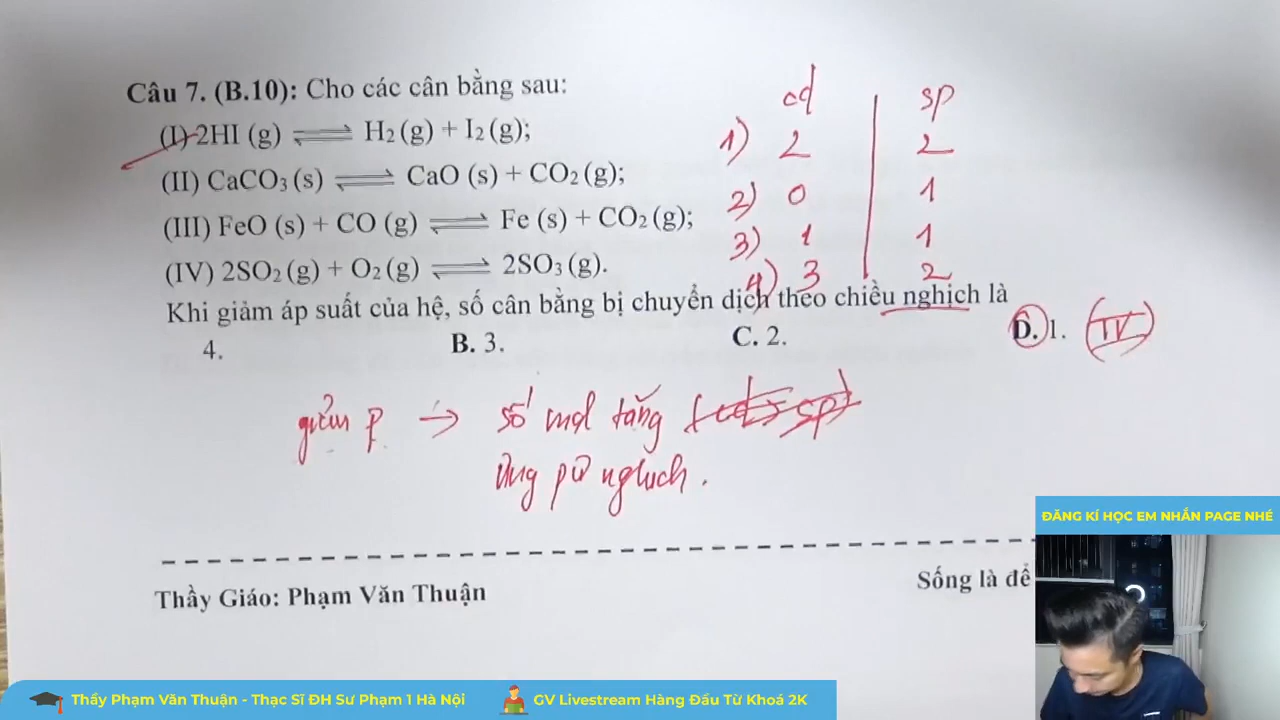 Câu 7. (B.10): Cho các cân bằng sau:
(I) 2HI (g) ⇌ H₂ (g) + I₂ (g);
(II) CaCO₃ (s) ⇌ CaO (s) + CO₂ (g);
(III) FeO (s) + CO (g) ⇌ Fe (s) + CO₂ (g);
(IV) 2SO₂ (g) + O₂ (g) ⇌ 2SO₃ (g).
Khi giảm áp suất của hệ, số cân bằng bị chuyển dịch theo chiều nghịch là
4. B. 3. C. 2. D. 1. (IV)
cđ sp
1) 2 2
2) 0 1
3) 1 1
4) 3 2
giảm p → số mol tăng
ứng pư nghịch.
Thầy Giáo: Phạm Văn Thuận
Sống là để
ĐĂNG KÍ HỌC EM NHẮN PAGE NHÉ
Thầy Phạm Văn Thuận - Thạc Sĩ ĐH Sư Phạm 1 Hà Nội
GV Livestream Hàng Đầu Từ Khoá 2K